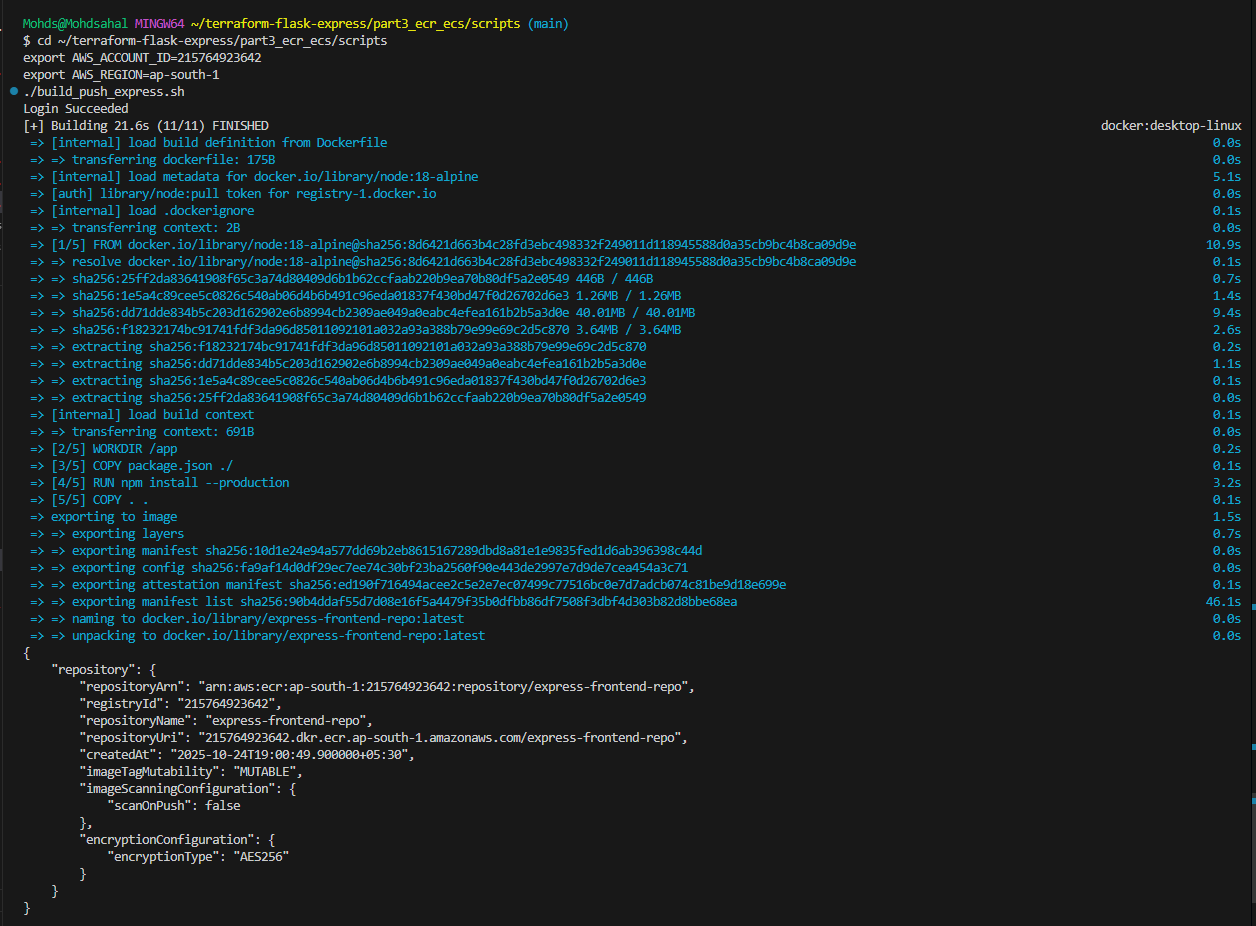 Mohds@Mohdsahal MINGW64 ~/terraform-flask-express/part3_ecr_ecs/scripts (main)
$ cd ~/terraform-flask-express/part3_ecr_ecs/scripts
export AWS_ACCOUNT_ID=215764923642
export AWS_REGION=ap-south-1
./build_push_express.sh
Login Succeeded
[+] Building 21.6s (11/11) FINISHED docker:desktop-linux
=> [internal] load build definition from Dockerfile 0.0s
=> => transferring dockerfile: 175B 0.0s
=> [internal] load metadata for docker.io/library/node:18-alpine 5.1s
=> [auth] library/node:pull token for registry-1.docker.io 0.0s
=> [internal] load .dockerignore 0.1s
=> => transferring context: 2B 0.0s
=> [1/5] FROM docker.io/library/node:18-alpine@sha256:8d6421d663b4c28fd3ebc498332f249011d118945588d0a35cb9bc4b8ca09d9e 10.9s
=> => resolve docker.io/library/node:18-alpine@sha256:8d6421d663b4c28fd3ebc498332f249011d118945588d0a35cb9bc4b8ca09d9e 0.1s
=> => sha256:25ff2da83641908f65c3a74d80409d6b1b62ccfaab220b9ea70b80df5a2e0549 446B / 446B 0.7s
=> => sha256:1e5a4c89cee5c0826c540ab06d4b6b491c96eda01837f430bd47f0d26702d6e3 1.26MB / 1.26MB 1.4s
=> => sha256:dd71dde834b5c203d162902e6b8994cb2309ae049a0eabc4efea161b2b5a3d0e 40.01MB / 40.01MB 9.4s
=> => sha256:f18232174bc91741fdf3da96d85011092101a032a93a388b79e99e69c2d5c870 3.64MB / 3.64MB 2.6s
=> => extracting sha256:f18232174bc91741fdf3da96d85011092101a032a93a388b79e99e69c2d5c870 0.2s
=> => extracting sha256:dd71dde834b5c203d162902e6b8994cb2309ae049a0eabc4efea161b2b5a3d0e 1.1s
=> => extracting sha256:1e5a4c89cee5c0826c540ab06d4b6b491c96eda01837f430bd47f0d26702d6e3 0.1s
=> => extracting sha256:25ff2da83641908f65c3a74d80409d6b1b62ccfaab220b9ea70b80df5a2e0549 0.0s
=> [internal] load build context 0.1s
=> => transferring context: 691B 0.0s
=> [2/5] WORKDIR /app 0.2s
=> [3/5] COPY package.json ./ 0.1s
=> [4/5] RUN npm install --production 3.2s
=> [5/5] COPY . . 0.1s
=> exporting to image 1.5s
=> => exporting layers 0.7s
=> => exporting manifest sha256:10d1e24e94a577dd69b2eb8615167289dbd8a81e1e9835fed1d6ab396398c44d 0.0s
=> => exporting config sha256:fa9af14d0df29ec7ee74c30bf23ba2560f90e443de2997e7d9de7cea454a3c71 0.0s
=> => exporting attestation manifest sha256:ed190f716494acee2c5e2e7ec07499c77516bc0e7d7adcb074c81be9d18e699e 0.1s
=> => exporting manifest list sha256:90b4ddaf55d7d08e16f5a4479f35b0dfbb86df7508f3dbf4d303b82d8bbe68ea 46.1s
=> => naming to docker.io/library/express-frontend-repo:latest 0.0s
=> => unpacking to docker.io/library/express-frontend-repo:latest 0.0s
{
"repository": {
"repositoryArn": "arn:aws:ecr:ap-south-1:215764923642:repository/express-frontend-repo",
"registryId": "215764923642",
"repositoryName": "express-frontend-repo",
"repositoryUri": "215764923642.dkr.ecr.ap-south-1.amazonaws.com/express-frontend-repo",
"createdAt": "2025-10-24T19:00:49.900000+05:30",
"imageTagMutability": "MUTABLE",
"imageScanningConfiguration": {
"scanOnPush": false
},
"encryptionConfiguration": {
"encryptionType": "AES256"
}
}
}